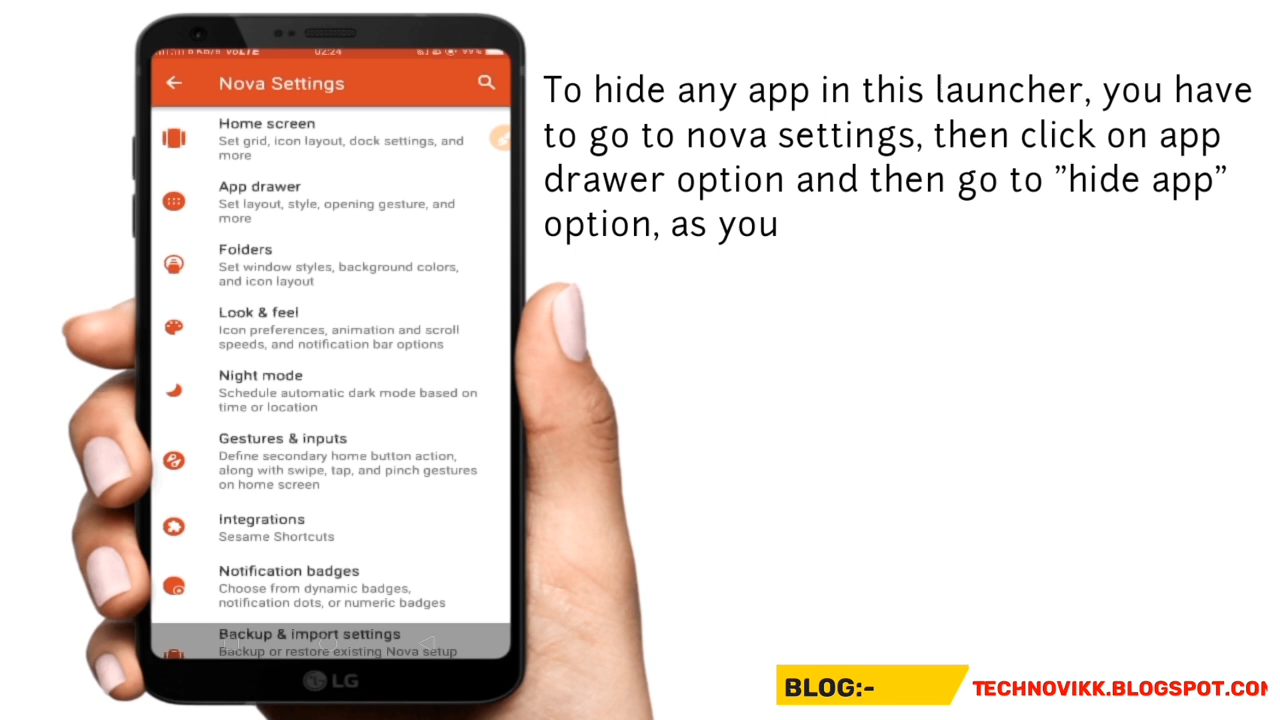 VoLTE 02:24 99%
Nova Settings
Home screen
Set grid, icon layout, dock settings, and
more
App drawer
Set layout, style, opening gesture, and
more
Folders
Set window styles, background colors,
and icon layout
Look & feel
Icon preferences, animation and scroll
speeds, and notification bar options
Night mode
Schedule automatic dark mode based on
time or location
Gestures & inputs
Define secondary home button action,
along with swipe, tap, and pinch gestures
on home screen
Integrations
Sesame Shortcuts
Notification badges
Choose from dynamic badges,
notification dots, or numeric badges
Backup & import settings
Backup or restore existing Nova setup
LG
To hide any app in this launcher, you have
to go to nova settings, then click on app
drawer option and then go to "hide app"
option, as you
BLOG:- TECHNOVIKK.BLOGSPOT.COM